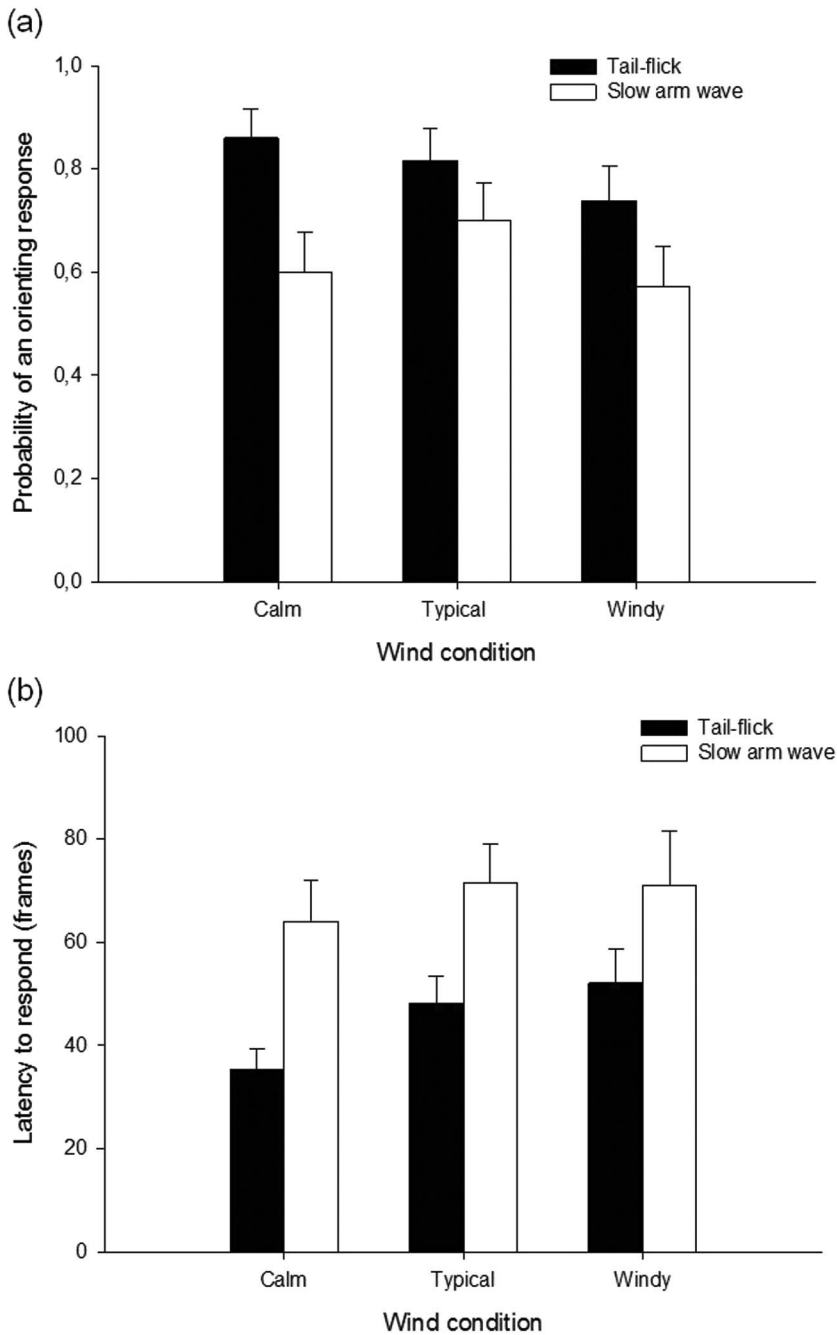 (a)
Tail-flick
Slow arm wave
1,0
0,8
0,6
0,4
0,2
0,0
Probability of an orienting response
Calm Typical Windy
Wind condition
(b)
Tail-flick
Slow arm wave
100
80
60
40
20
0
Latency to respond (frames)
Calm Typical Windy
Wind condition